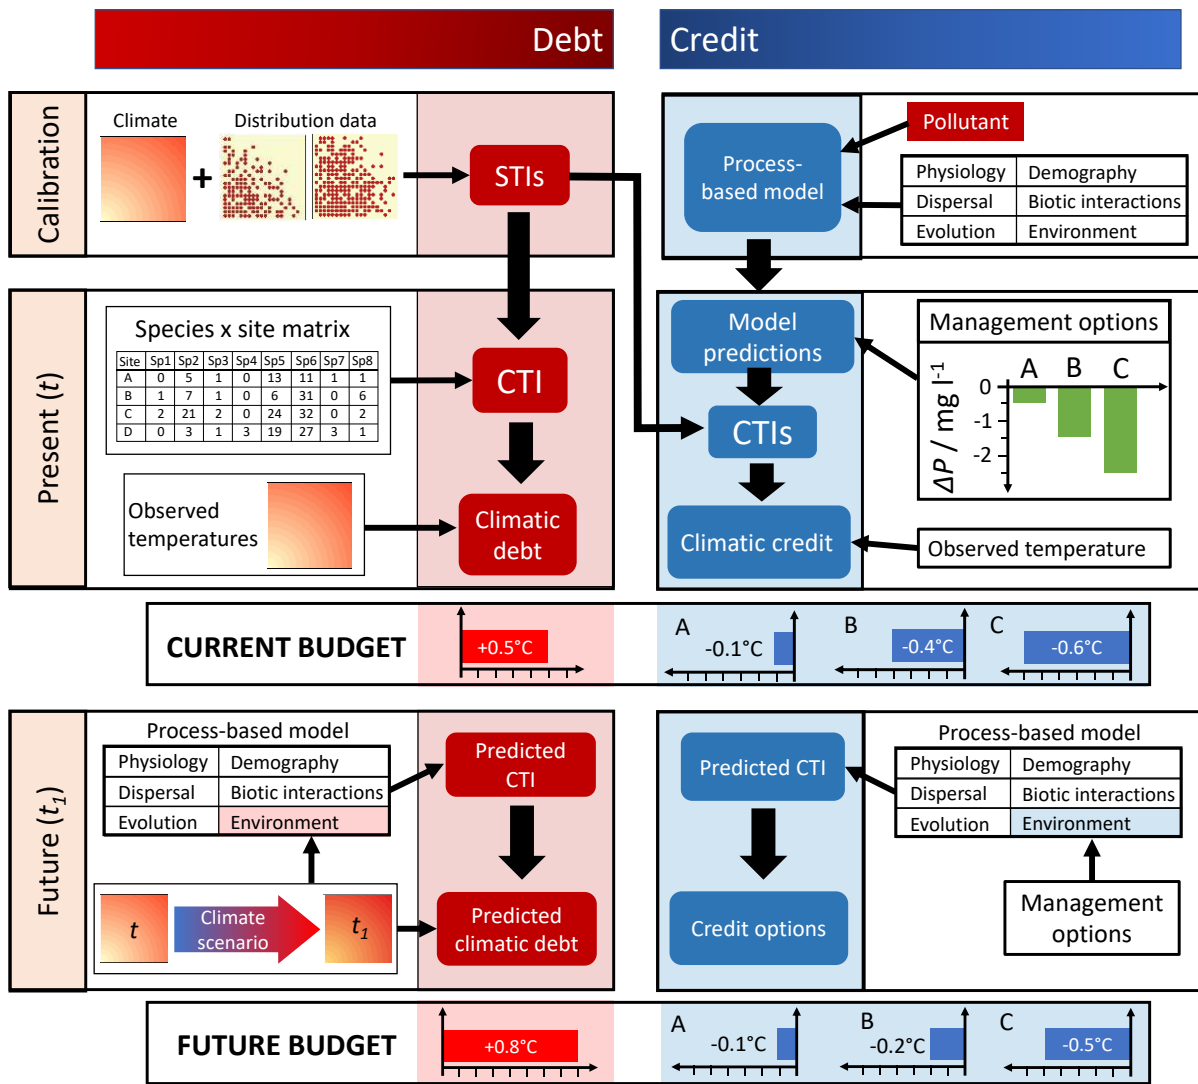 Debt
Credit
Calibration
Climate
Distribution data
+
STIs
Process-
based model
Pollutant
Physiology Demography
Dispersal Biotic interactions
Evolution Environment
Present (t)
Species x site matrix
Site Sp1 Sp2 Sp3 Sp4 Sp5 Sp6 Sp7 Sp8
A 0 5 1 0 13 11 1 1
B 1 7 1 0 6 31 0 6
C 2 21 2 0 24 32 0 2
D 0 3 1 3 19 27 3 1
CTI
Observed
temperatures
Climatic
debt
Model
predictions
CTIs
Climatic credit
Management options
A B C
0
-1
-2
ΔP / mg l-1
Observed temperature
CURRENT BUDGET
+0.5°C
A
-0.1°C
B
-0.4°C
C
-0.6°C
Future (t1)
Process-based model
Physiology Demography
Dispersal Biotic interactions
Evolution Environment
t
Climate
scenario
t1
Predicted
CTI
Predicted
climatic debt
Predicted CTI
Credit options
Process-based model
Physiology Demography
Dispersal Biotic interactions
Evolution Environment
Management
options
FUTURE BUDGET
+0.8°C
A
-0.1°C
B
-0.2°C
C
-0.5°C